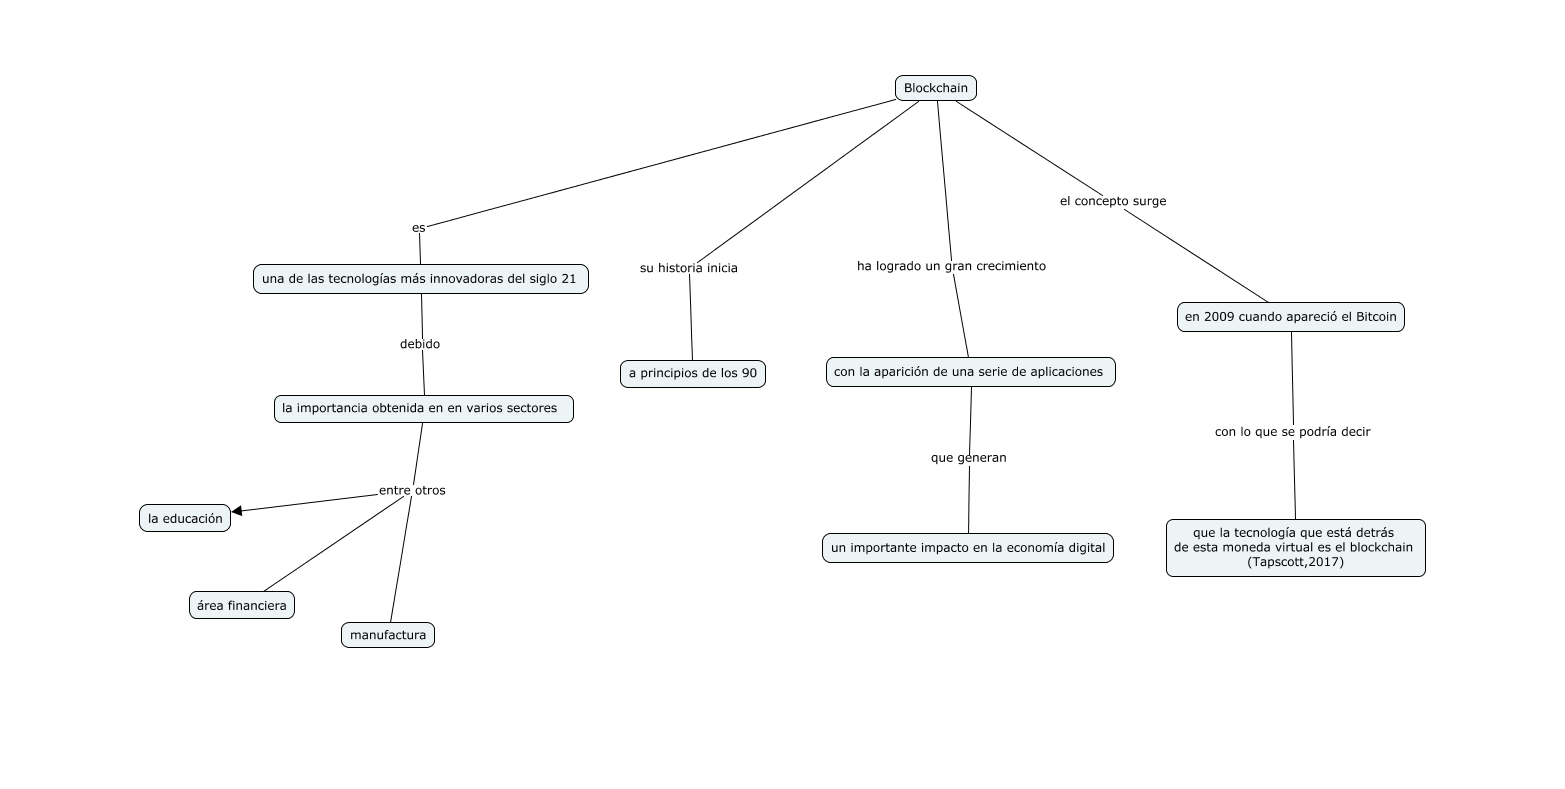 Blockchain
es
una de las tecnologías más innovadoras del siglo 21
debido
la importancia obtenida en en varios sectores
entre otros
la educación
área financiera
manufactura
su historia inicia
a principios de los 90
ha logrado un gran crecimiento
con la aparición de una serie de aplicaciones
que generan
un importante impacto en la economía digital
el concepto surge
en 2009 cuando apareció el Bitcoin
con lo que se podría decir
que la tecnología que está detrás
de esta moneda virtual es el blockchain
(Tapscott,2017)